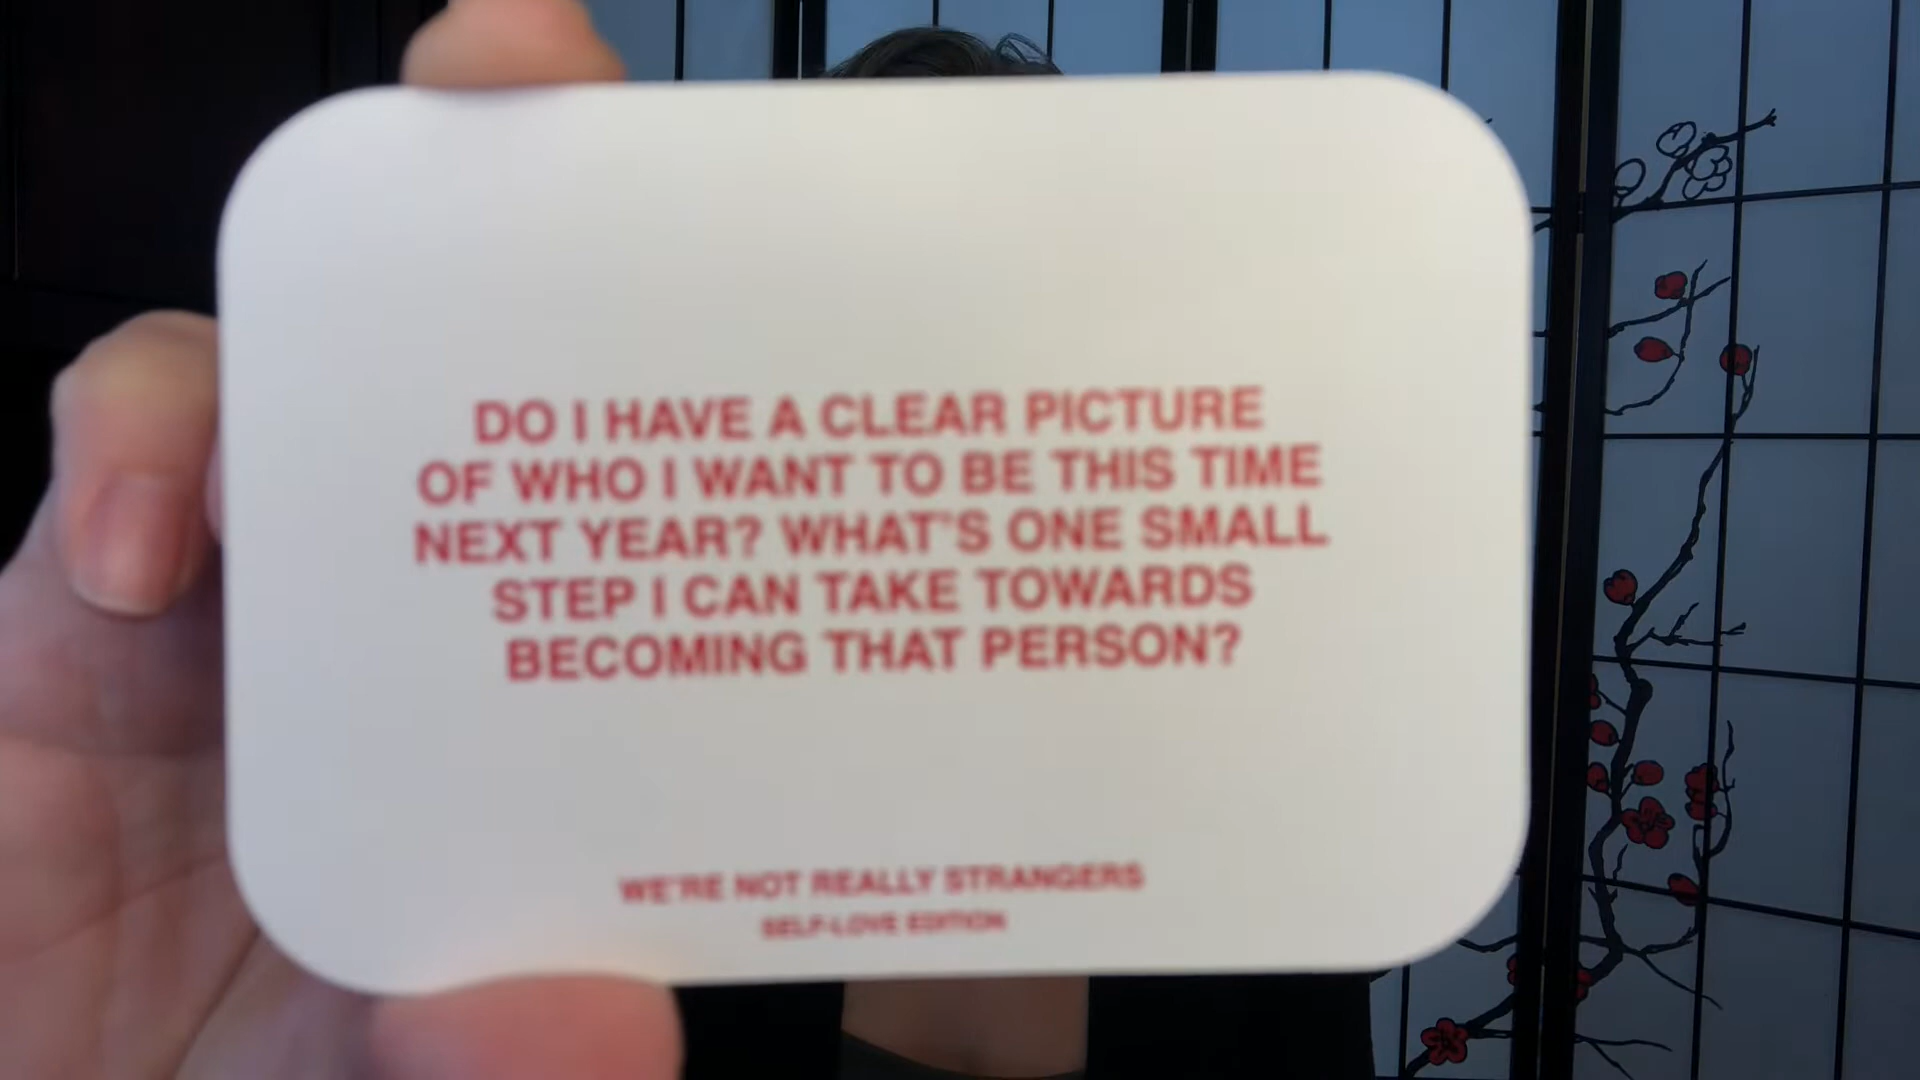 DO I HAVE A CLEAR PICTURE
OF WHO I WANT TO BE THIS TIME
NEXT YEAR? WHAT'S ONE SMALL
STEP I CAN TAKE TOWARDS
BECOMING THAT PERSON?
WE'RE NOT REALLY STRANGERS
SELF-LOVE EDITION